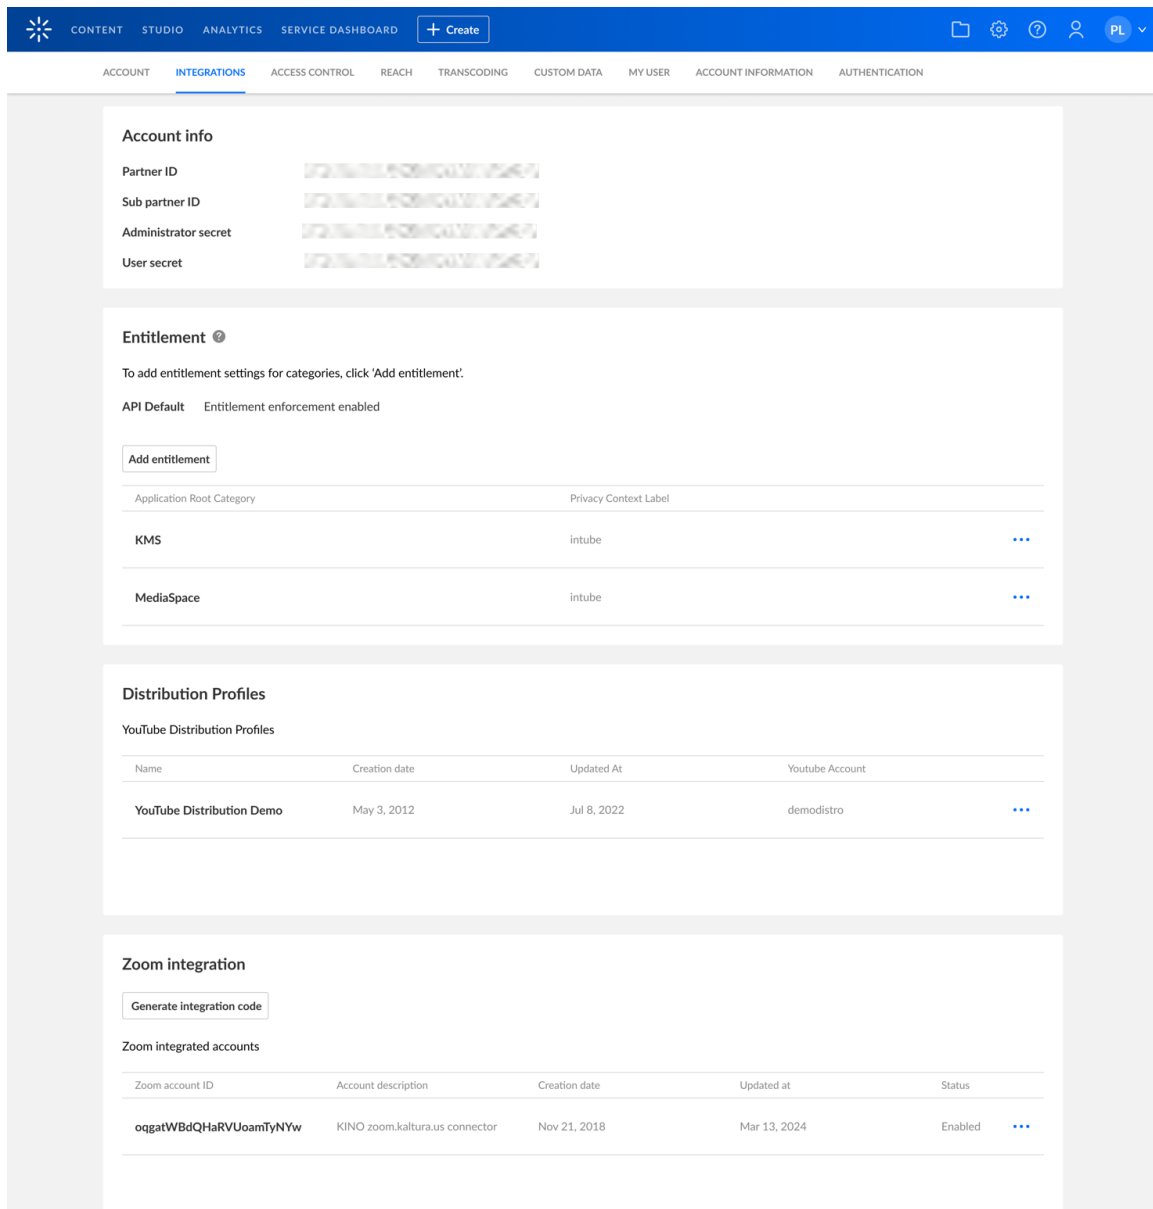 CONTENT STUDIO ANALYTICS SERVICE DASHBOARD + Create PL
ACCOUNT INTEGRATIONS ACCESS CONTROL REACH TRANSCODING CUSTOM DATA MY USER ACCOUNT INFORMATION AUTHENTICATION
Account info
Partner ID
Sub partner ID
Administrator secret
User secret
Entitlement ?
To add entitlement settings for categories, click ‘Add entitlement’.
API Default Entitlement enforcement enabled
Add entitlement
Application Root Category Privacy Context Label
KMS intube
MediaSpace intube
Distribution Profiles
YouTube Distribution Profiles
Name Creation date Updated At Youtube Account
YouTube Distribution Demo May 3, 2012 Jul 8, 2022 demodistro
Zoom integration
Generate integration code
Zoom integrated accounts
Zoom account ID Account description Creation date Updated at Status
oqgatWBdQHaRVUoamTyNYw KINO zoom.kaltura.us connector Nov 21, 2018 Mar 13, 2024 Enabled